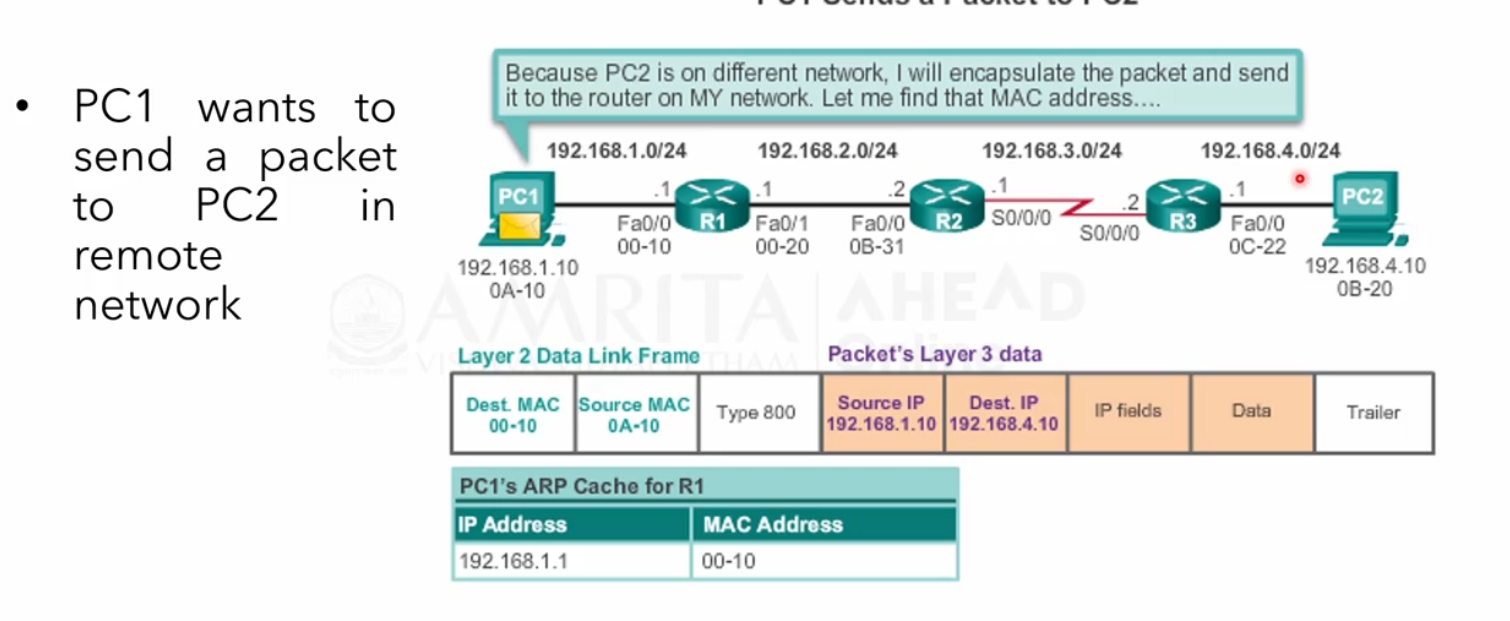 PC1 Sends a Packet to PC2
• PC1 wants to
send a packet
to PC2 in
remote
network
Because PC2 is on different network, I will encapsulate the packet and send
it to the router on MY network. Let me find that MAC address....
192.168.1.0/24 192.168.2.0/24 192.168.3.0/24 192.168.4.0/24
PC1 .1 R1 .1 .2 R2 .1 .2 R3 .1 PC2
Fa0/0 Fa0/1 Fa0/0 S0/0/0 S0/0/0 Fa0/0
00-10 00-20 0B-31 0C-22
192.168.1.10 192.168.4.10
0A-10 0B-20
AMRITA AHEAD
Online
Layer 2 Data Link Frame Packet's Layer 3 data
Dest. MAC Source MAC Type 800 Source IP Dest. IP IP fields Data Trailer
00-10 0A-10 192.168.1.10 192.168.4.10
PC1's ARP Cache for R1
IP Address MAC Address
192.168.1.1 00-10